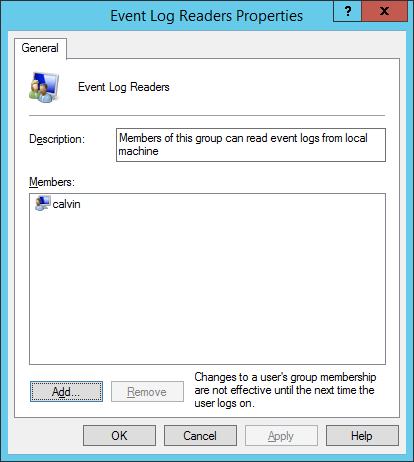 Event Log Readers Properties
? x
General
Event Log Readers
Description:
Members of this group can read event logs from local
machine
Members:
calvin
Add...
Remove
Changes to a user's group membership
are not effective until the next time the
user logs on.
OK
Cancel
Apply
Help